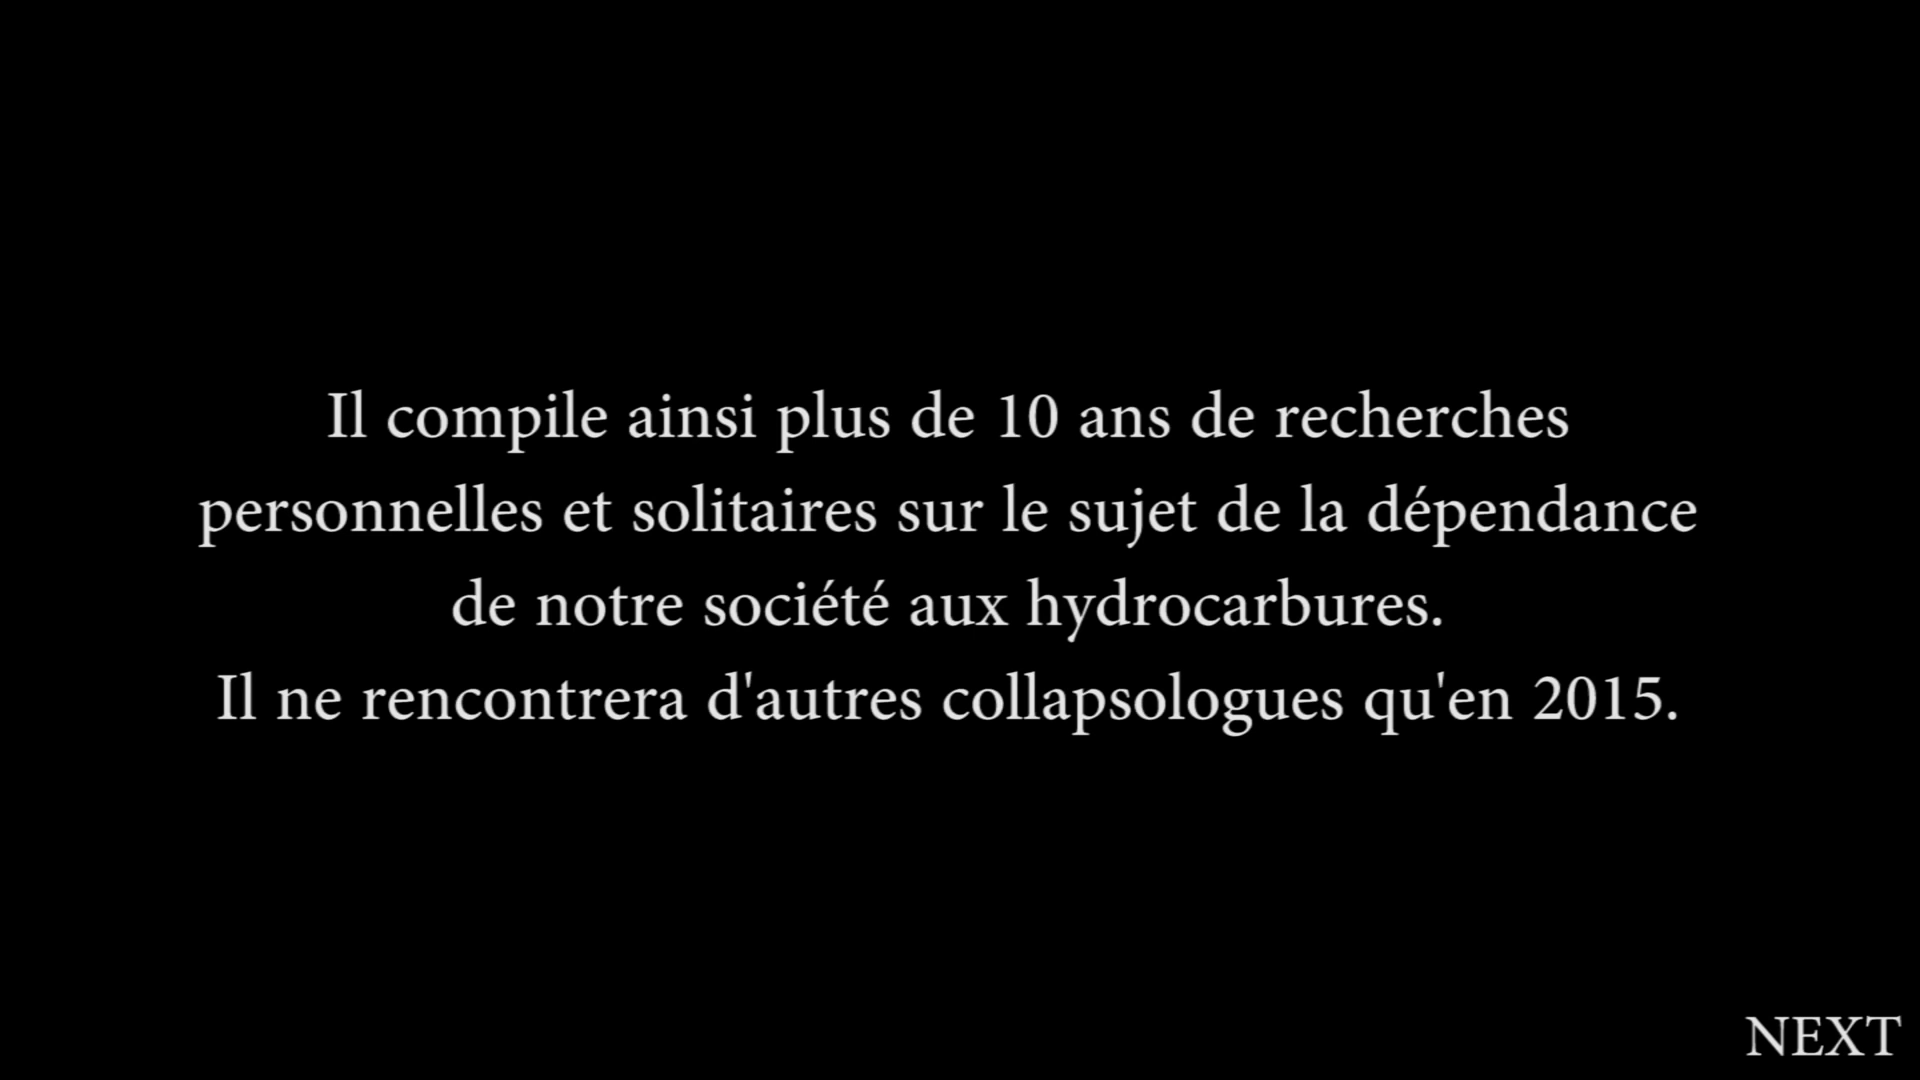 Il compile ainsi plus de 10 ans de recherches
personnelles et solitaires sur le sujet de la dépendance
de notre société aux hydrocarbures.
Il ne rencontrera d'autres collapsologues qu'en 2015.
NEXT